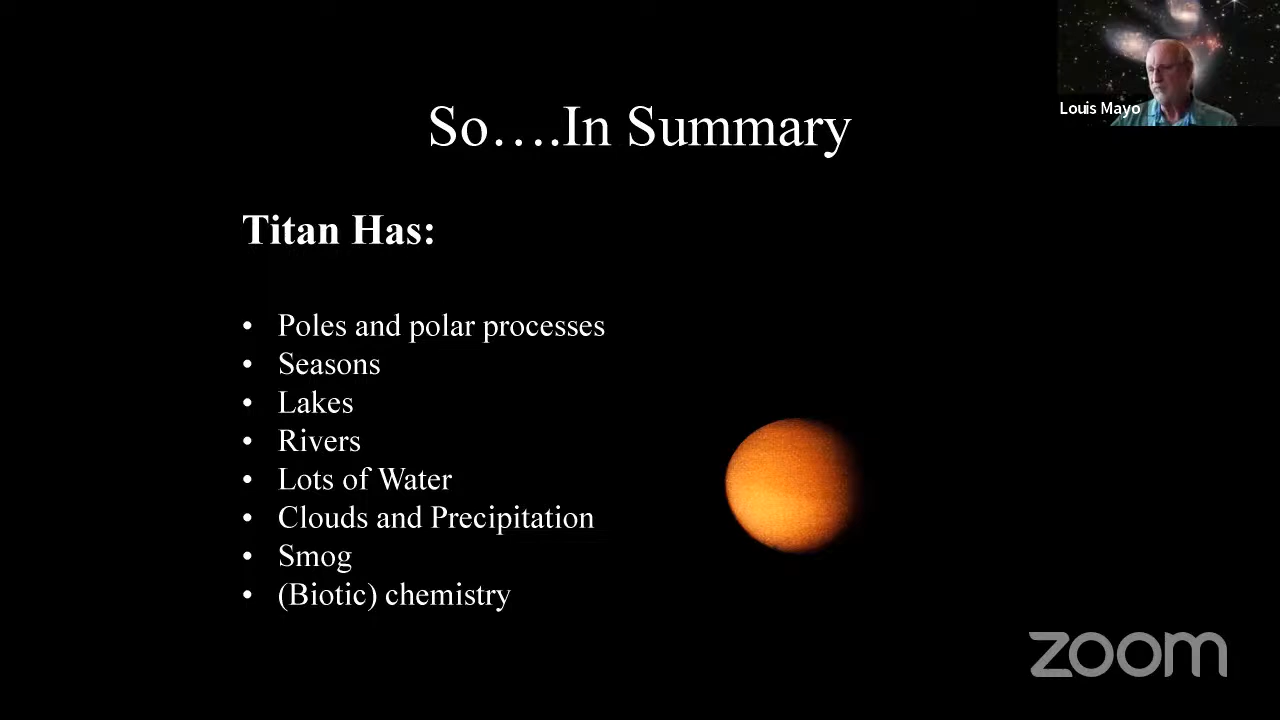 So….In Summary
Louis Mayo
Titan Has:
• Poles and polar processes
• Seasons
• Lakes
• Rivers
• Lots of Water
• Clouds and Precipitation
• Smog
• (Biotic) chemistry
zoom